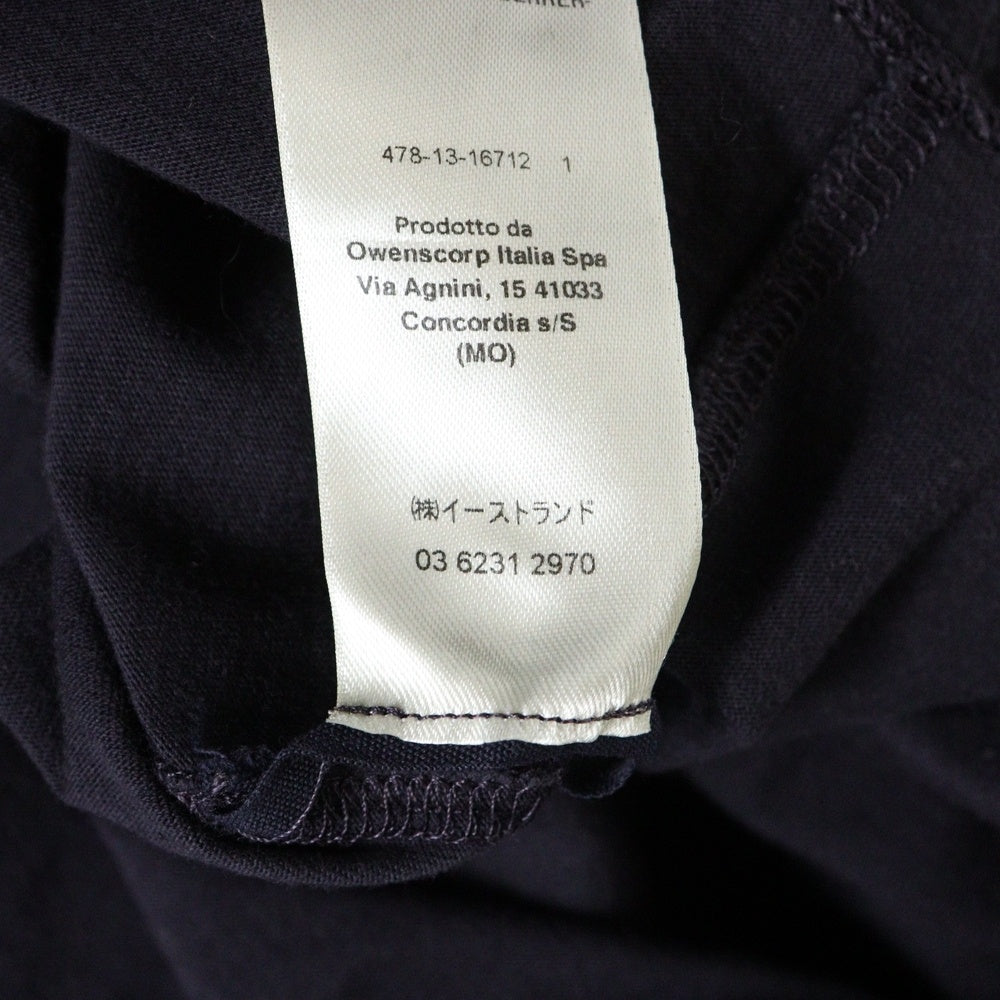 478-13-16712 1
Prodotto da
Owenscorp Italia Spa
Via Agnini, 15 41033
Concordia s/S
(MO)
㈱イーストランド
03 6231 2970